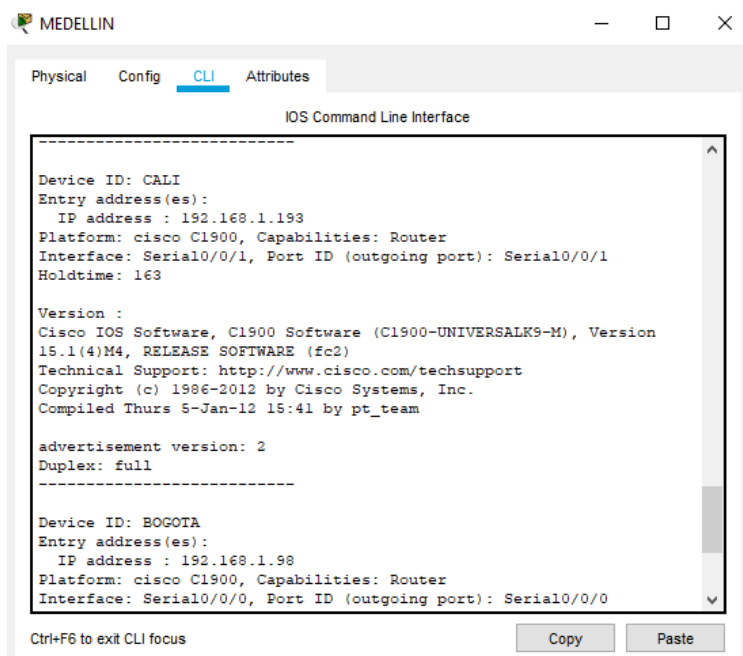 MEDELLIN
Physical Config CLI Attributes
IOS Command Line Interface
---------------------------
Device ID: CALI
Entry address(es):
IP address : 192.168.1.193
Platform: cisco C1900, Capabilities: Router
Interface: Serial0/0/1, Port ID (outgoing port): Serial0/0/1
Holdtime: 163
Version :
Cisco IOS Software, C1900 Software (C1900-UNIVERSALK9-M), Version
15.1(4)M4, RELEASE SOFTWARE (fc2)
Technical Support: http://www.cisco.com/techsupport
Copyright (c) 1986-2012 by Cisco Systems, Inc.
Compiled Thurs 5-Jan-12 15:41 by pt_team
advertisement version: 2
Duplex: full
---------------------------
Device ID: BOGOTA
Entry address(es):
IP address : 192.168.1.98
Platform: cisco C1900, Capabilities: Router
Interface: Serial0/0/0, Port ID (outgoing port): Serial0/0/0
Ctrl+F6 to exit CLI focus
Copy Paste